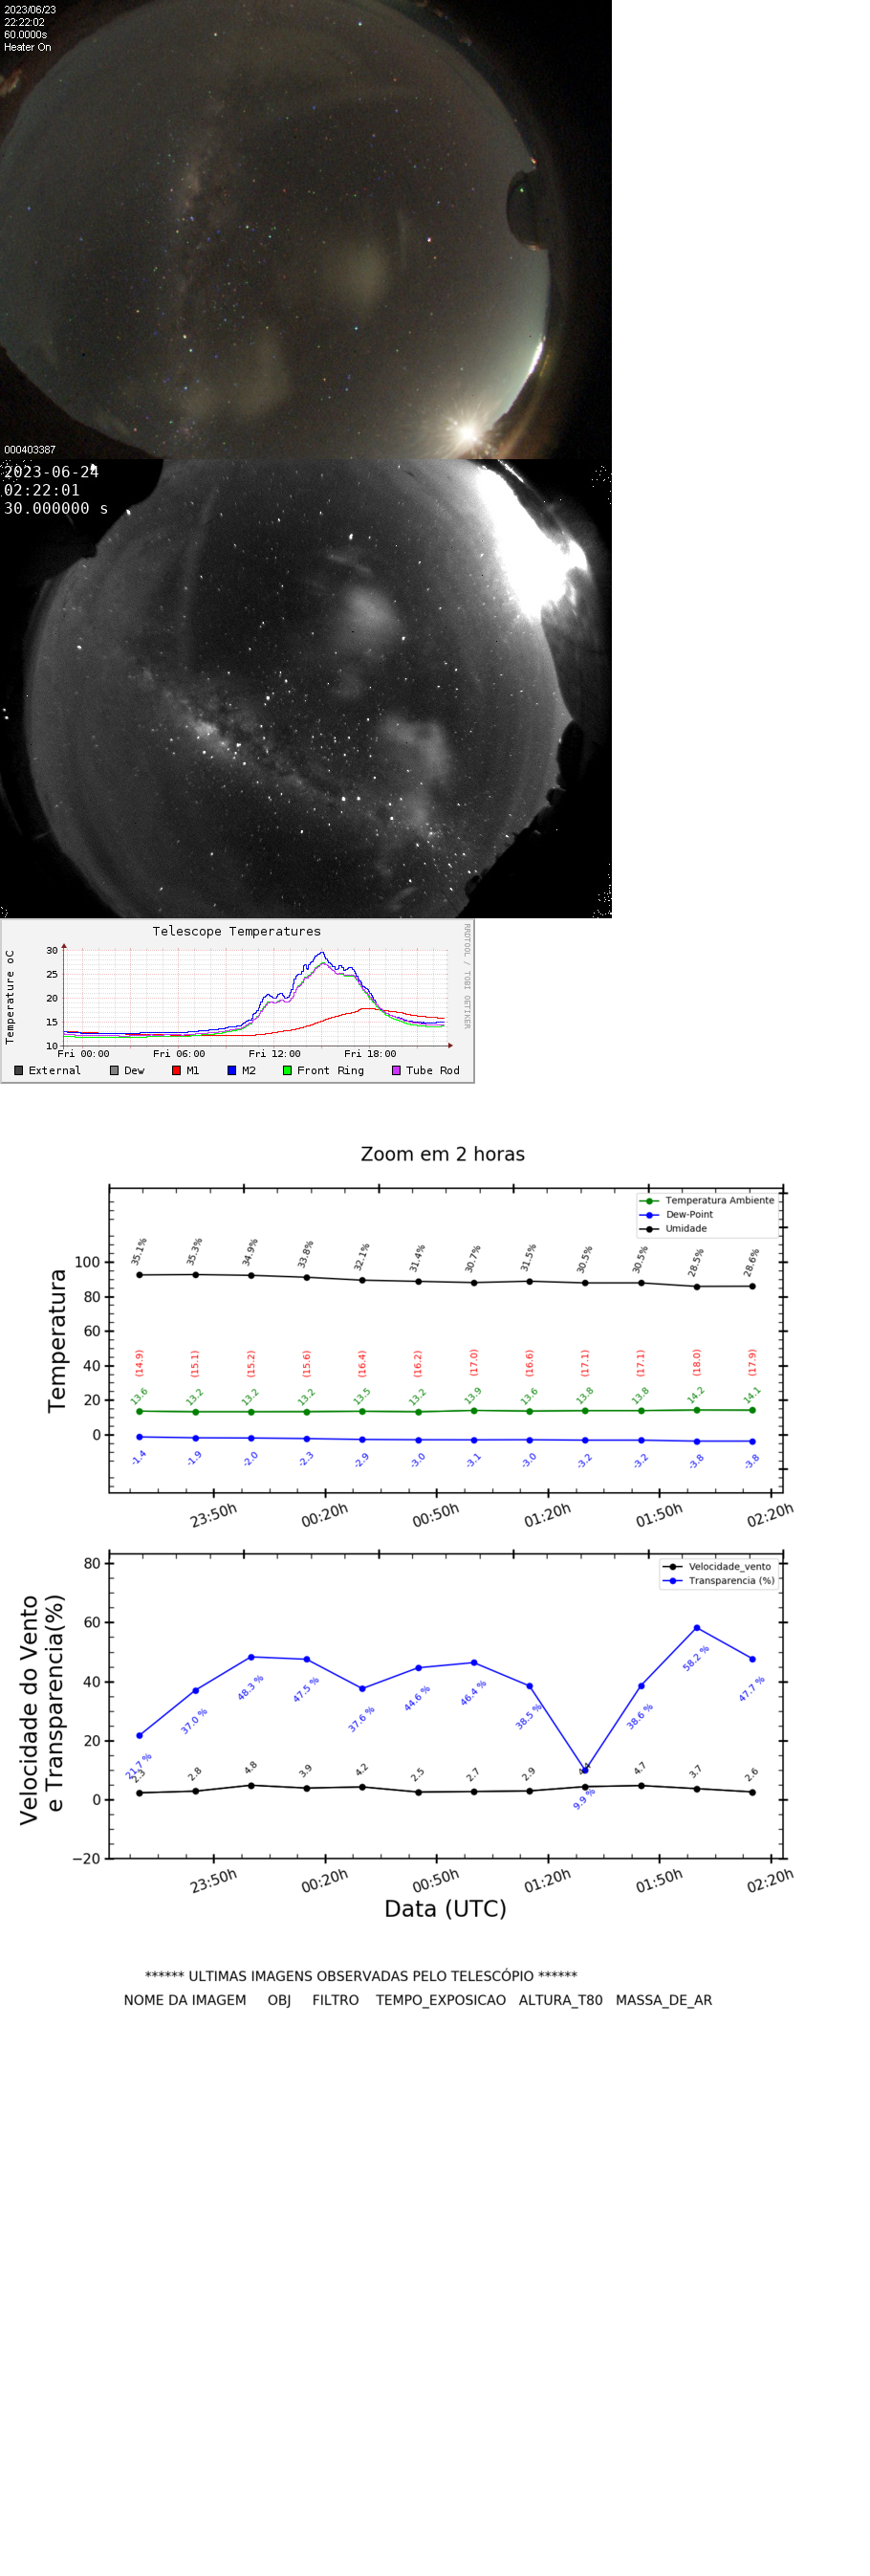 2023/06/23
22:22:02
60.0000s
Heater On
000403387
2023-06-24
02:22:01
30.000000 s
Telescope Temperatures
RRDTOOL / TOBI OETIKER
Temperature oC
30
25
20
15
10
Fri 00:00 Fri 06:00 Fri 12:00 Fri 18:00
External Dew M1 M2 Front Ring Tube Rod
Zoom em 2 horas
Temperatura Ambiente
Dew-Point
Umidade
Temperatura
100
80
60
40
20
0
35.1% 35.3% 34.9% 33.8% 32.1% 31.4% 30.7% 31.5% 30.5% 30.5% 28.5% 28.6%
(14.9) (15.1) (15.2) (15.6) (16.4) (16.2) (17.0) (16.6) (17.1) (17.1) (18.0) (17.9)
13.6 13.2 13.2 13.2 13.5 13.2 13.9 13.6 13.8 13.8 14.2 14.1
-1.4 -1.9 -2.0 -2.3 -2.9 -3.0 -3.1 -3.0 -3.2 -3.2 -3.8 -3.8
23:50h 00:20h 00:50h 01:20h 01:50h 02:20h
Velocidade_vento
Transparencia (%)
Velocidade do Vento
e Transparencia(%)
80
60
40
20
0
−20
21.7 % 37.0 % 48.3 % 47.5 % 37.6 % 44.6 % 46.4 % 38.5 % 9.9 % 38.6 % 58.2 % 47.7 %
2.8 4.8 3.9 4.2 2.5 2.7 2.9 4.7 3.7 2.6
23:50h 00:20h 00:50h 01:20h 01:50h 02:20h
Data (UTC)
****** ULTIMAS IMAGENS OBSERVADAS PELO TELESCÓPIO ******
NOME DA IMAGEM OBJ FILTRO TEMPO_EXPOSICAO ALTURA_T80 MASSA_DE_AR